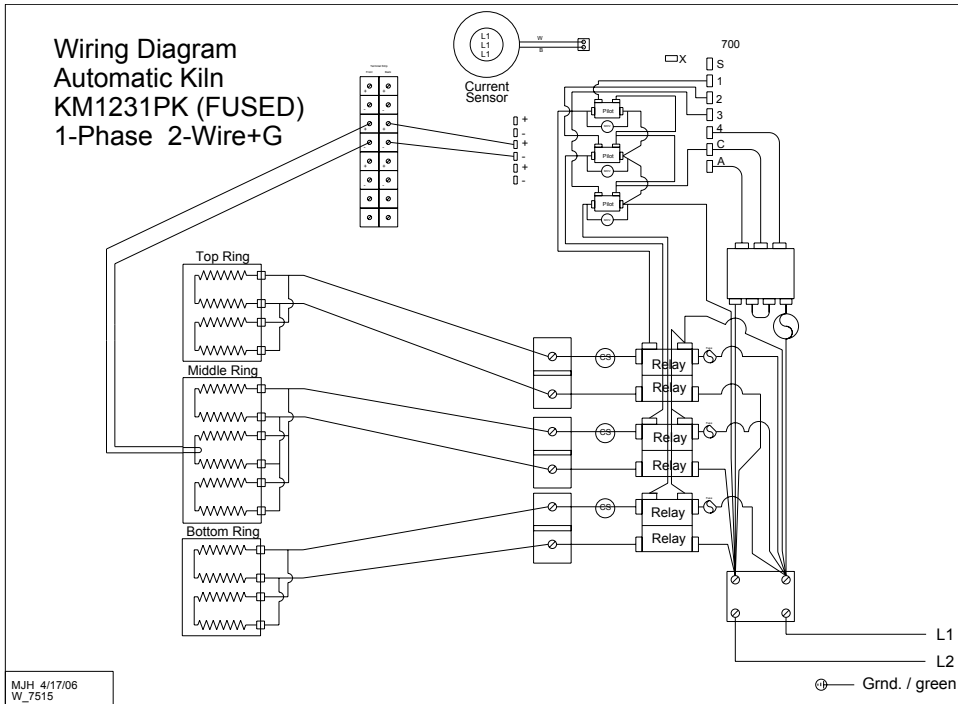 Wiring Diagram
Automatic Kiln
KM1231PK (FUSED)
1-Phase 2-Wire+G
L1
L1
L1
W
B
Current
Sensor
+
-
+
-
+
-
+
-
+
-
+
-
+
-
+
-
+
-
700
X
S
1
2
3
4
C
A
Pilot
Pilot
Pilot
Top Ring
Middle Ring
Bottom Ring
CS
Relay
Relay
CS
Relay
Relay
CS
Relay
Relay
L1
L2
Grnd. / green
MJH 4/17/06
W_7515